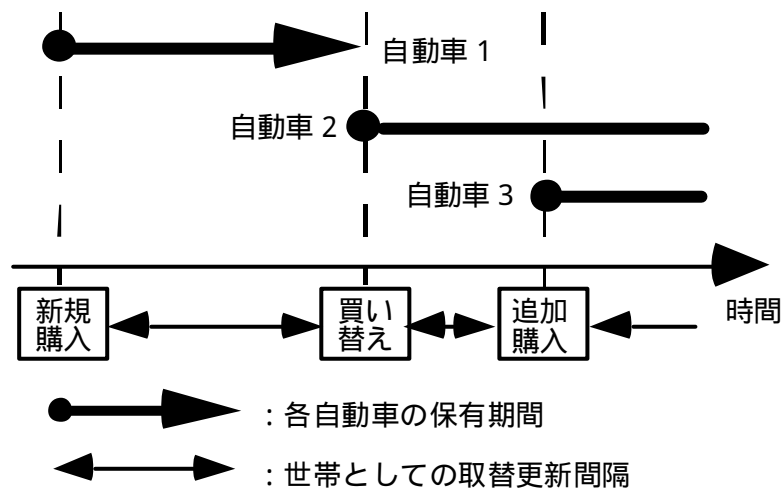 自動車 1
自動車 2
自動車 3
時間
新規
購入
買い
替え
追加
購入
：各自動車の保有期間
：世帯としての取替更新間隔